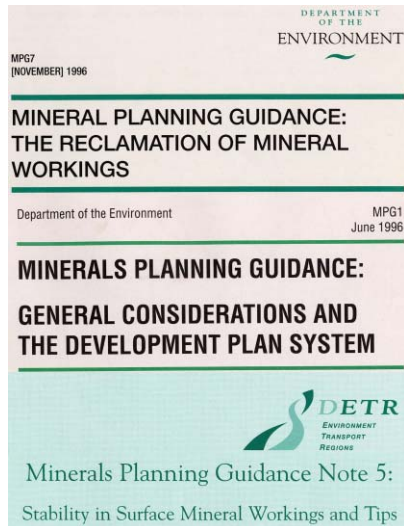 DEPARTMENT
OF THE
ENVIRONMENT
MPG7
[NOVEMBER] 1996
MINERAL PLANNING GUIDANCE:
THE RECLAMATION OF MINERAL
WORKINGS
Department of the Environment
MPG1
June 1996
MINERALS PLANNING GUIDANCE:
GENERAL CONSIDERATIONS AND
THE DEVELOPMENT PLAN SYSTEM
DETR
ENVIRONMENT
TRANSPORT
REGIONS
Minerals Planning Guidance Note 5:
Stability in Surface Mineral Workings and Tips